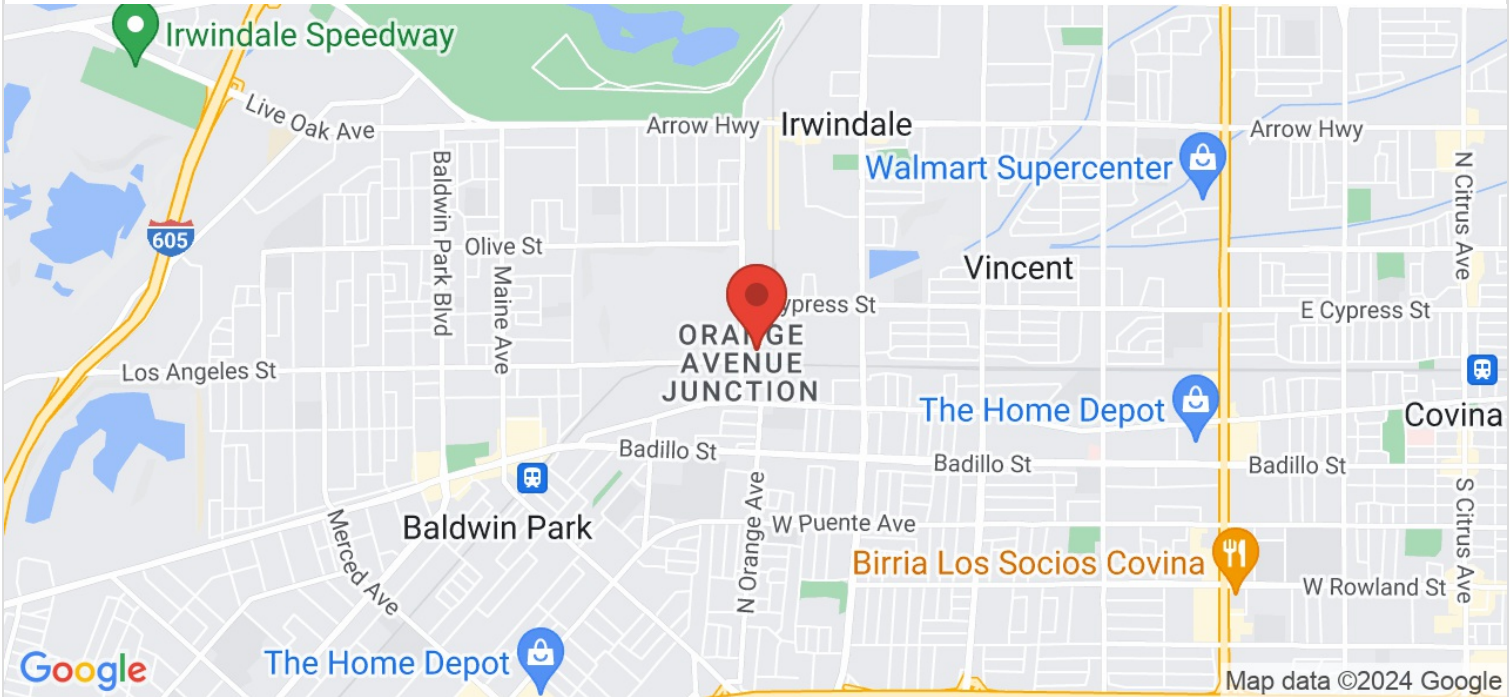 Irwindale Speedway
Live Oak Ave
Arrow Hwy
Irwindale
Arrow Hwy
Walmart Supercenter
Baldwin Park Blvd
N Citrus Ave
605
Olive St
Maine Ave
Vincent
ypress St
E Cypress St
ORANGE
AVENUE
JUNCTION
Los Angeles St
The Home Depot
Covina
Badillo St
Badillo St
Badillo St
N Orange Ave
S Citrus Ave
Baldwin Park
W Puente Ave
Merced Ave
Birria Los Socios Covina
W Rowland St
The Home Depot
Google
Map data ©2024 Google